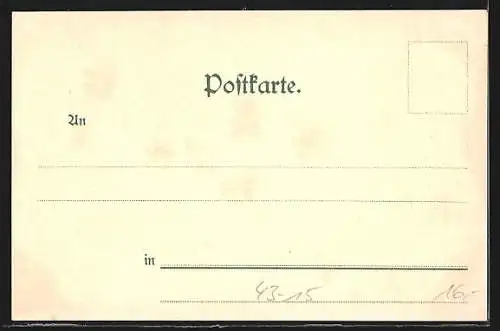 Poſtkarte.
An
in
43-15 16.-